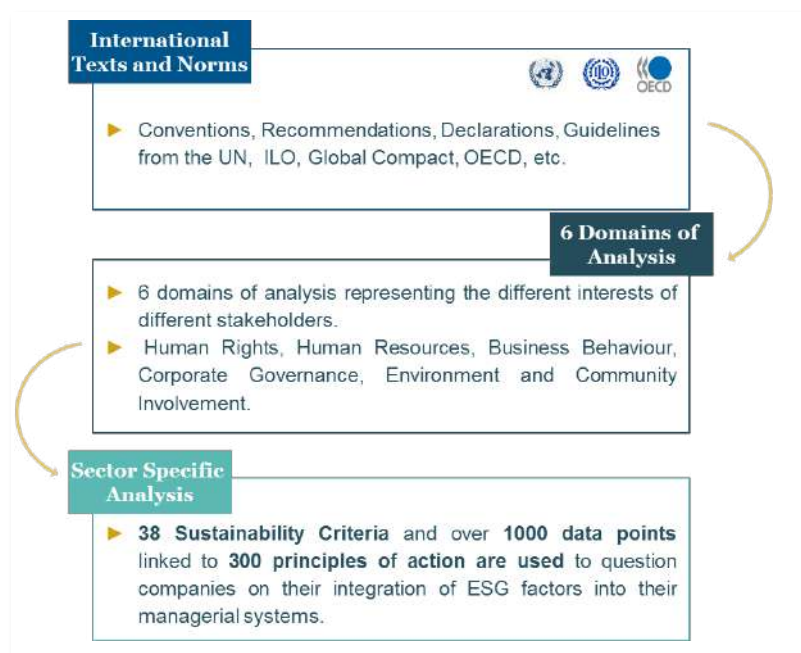 International
Texts and Norms
OECD
► Conventions, Recommendations, Declarations, Guidelines
from the UN, ILO, Global Compact, OECD, etc.
6 Domains of
Analysis
► 6 domains of analysis representing the different interests of
different stakeholders.
► Human Rights, Human Resources, Business Behaviour,
Corporate Governance, Environment and Community
Involvement.
Sector Specific
Analysis
► 38 Sustainability Criteria and over 1000 data points
linked to 300 principles of action are used to question
companies on their integration of ESG factors into their
managerial systems.